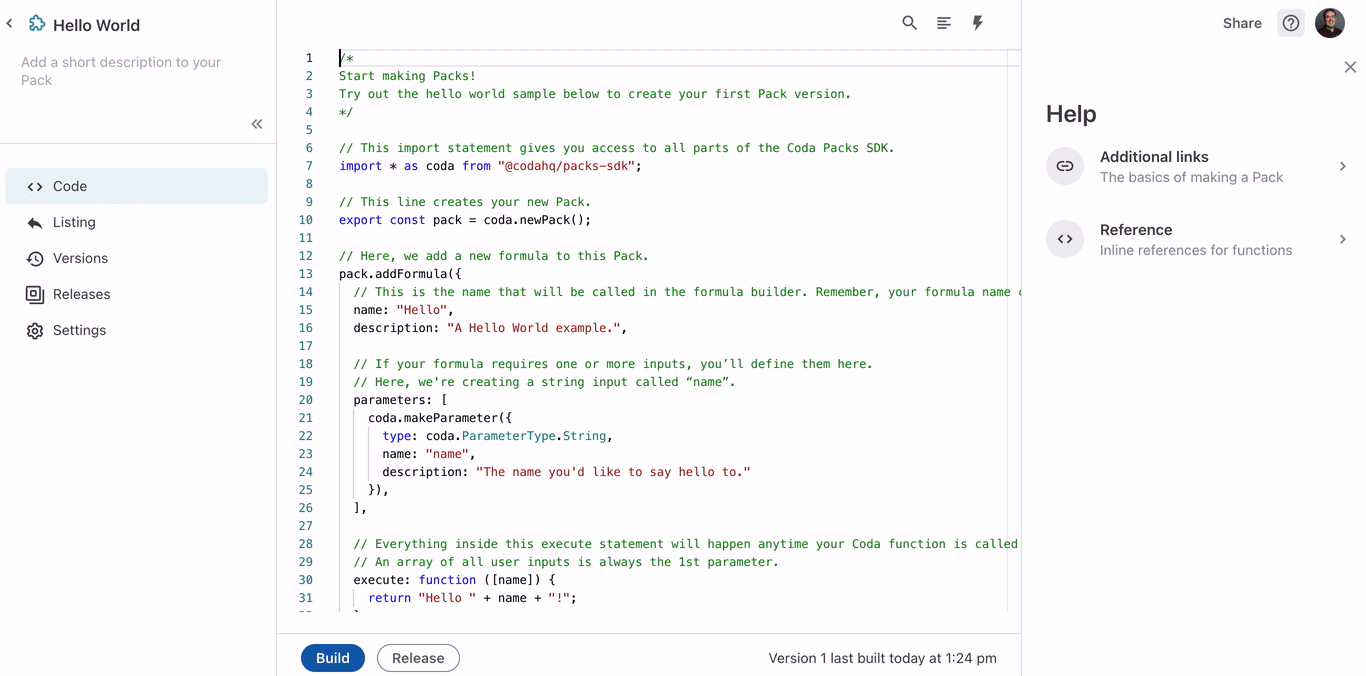 Hello World
Add a short description to your
Pack
Code
Listing
Versions
Releases
Settings
1 /*
2 Start making Packs!
3 Try out the hello world sample below to create your first Pack version.
4 */
5
6 // This import statement gives you access to all parts of the Coda Packs SDK.
7 import * as coda from "@codahq/packs-sdk";
8
9 // This line creates your new Pack.
10 export const pack = coda.newPack();
11
12 // Here, we add a new formula to this Pack.
13 pack.addFormula({
14 // This is the name that will be called in the formula builder. Remember, your formula name
15 name: "Hello",
16 description: "A Hello World example.",
17
18 // If your formula requires one or more inputs, you’ll define them here.
19 // Here, we're creating a string input called “name”.
20 parameters: [
21 coda.makeParameter({
22 type: coda.ParameterType.String,
23 name: "name",
24 description: "The name you'd like to say hello to."
25 }),
26 ],
27
28 // Everything inside this execute statement will happen anytime your Coda function is called
29 // An array of all user inputs is always the 1st parameter.
30 execute: function ([name]) {
31 return "Hello " + name + "!";
Build
Release
Version 1 last built today at 1:24 pm
Share
Help
Additional links
The basics of making a Pack
Reference
Inline references for functions